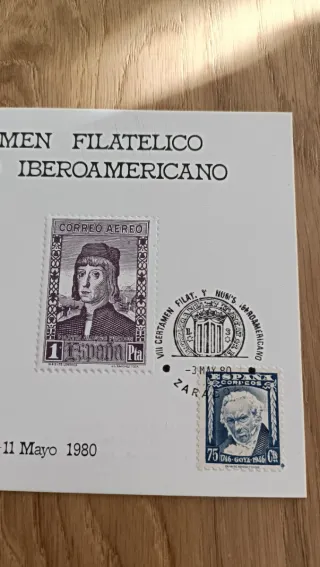 MEN FILATELICO
IBEROAMERICANO
CORREO AEREO
1 España Pta
VIII CERTAMEN FILAT. Y NUM'S IBEROAMERICANO
-3 MAY. 80
ZARAG
ESPAÑA
CORREOS
75 1746-GOYA-1946 Cts
11 Mayo 1980